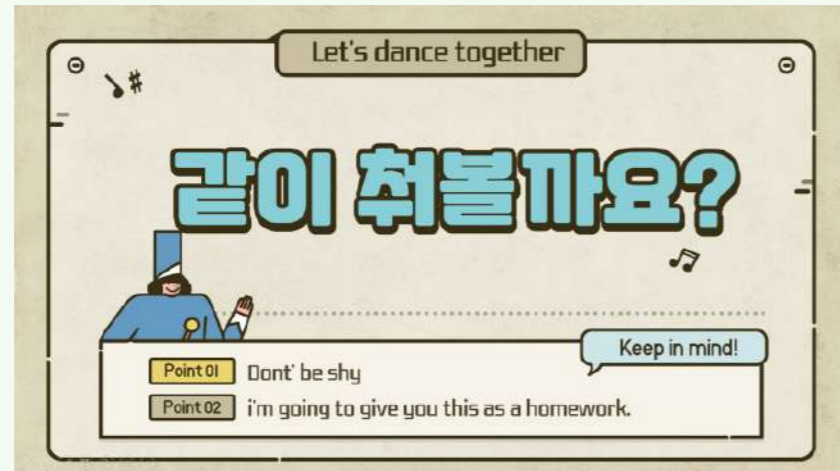 Let's dance together
같이 춰볼까요?
Keep in mind!
Point 01 Dont' be shy
Point 02 i'm going to give you this as a homework.